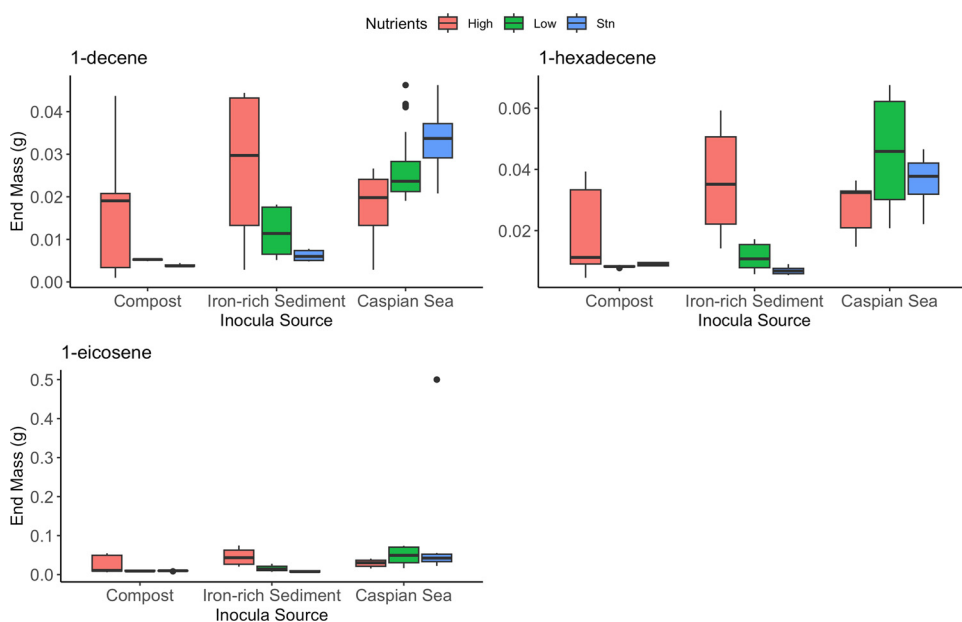 Nutrients High Low Stn
1-decene
End Mass (g)
0.04
0.03
0.02
0.01
0.00
Compost Iron-rich Sediment Caspian Sea
Inocula Source
1-hexadecene
0.06
0.04
0.02
Compost Iron-rich Sediment Caspian Sea
Inocula Source
1-eicosene
End Mass (g)
0.5
0.4
0.3
0.2
0.1
0.0
Compost Iron-rich Sediment Caspian Sea
Inocula Source